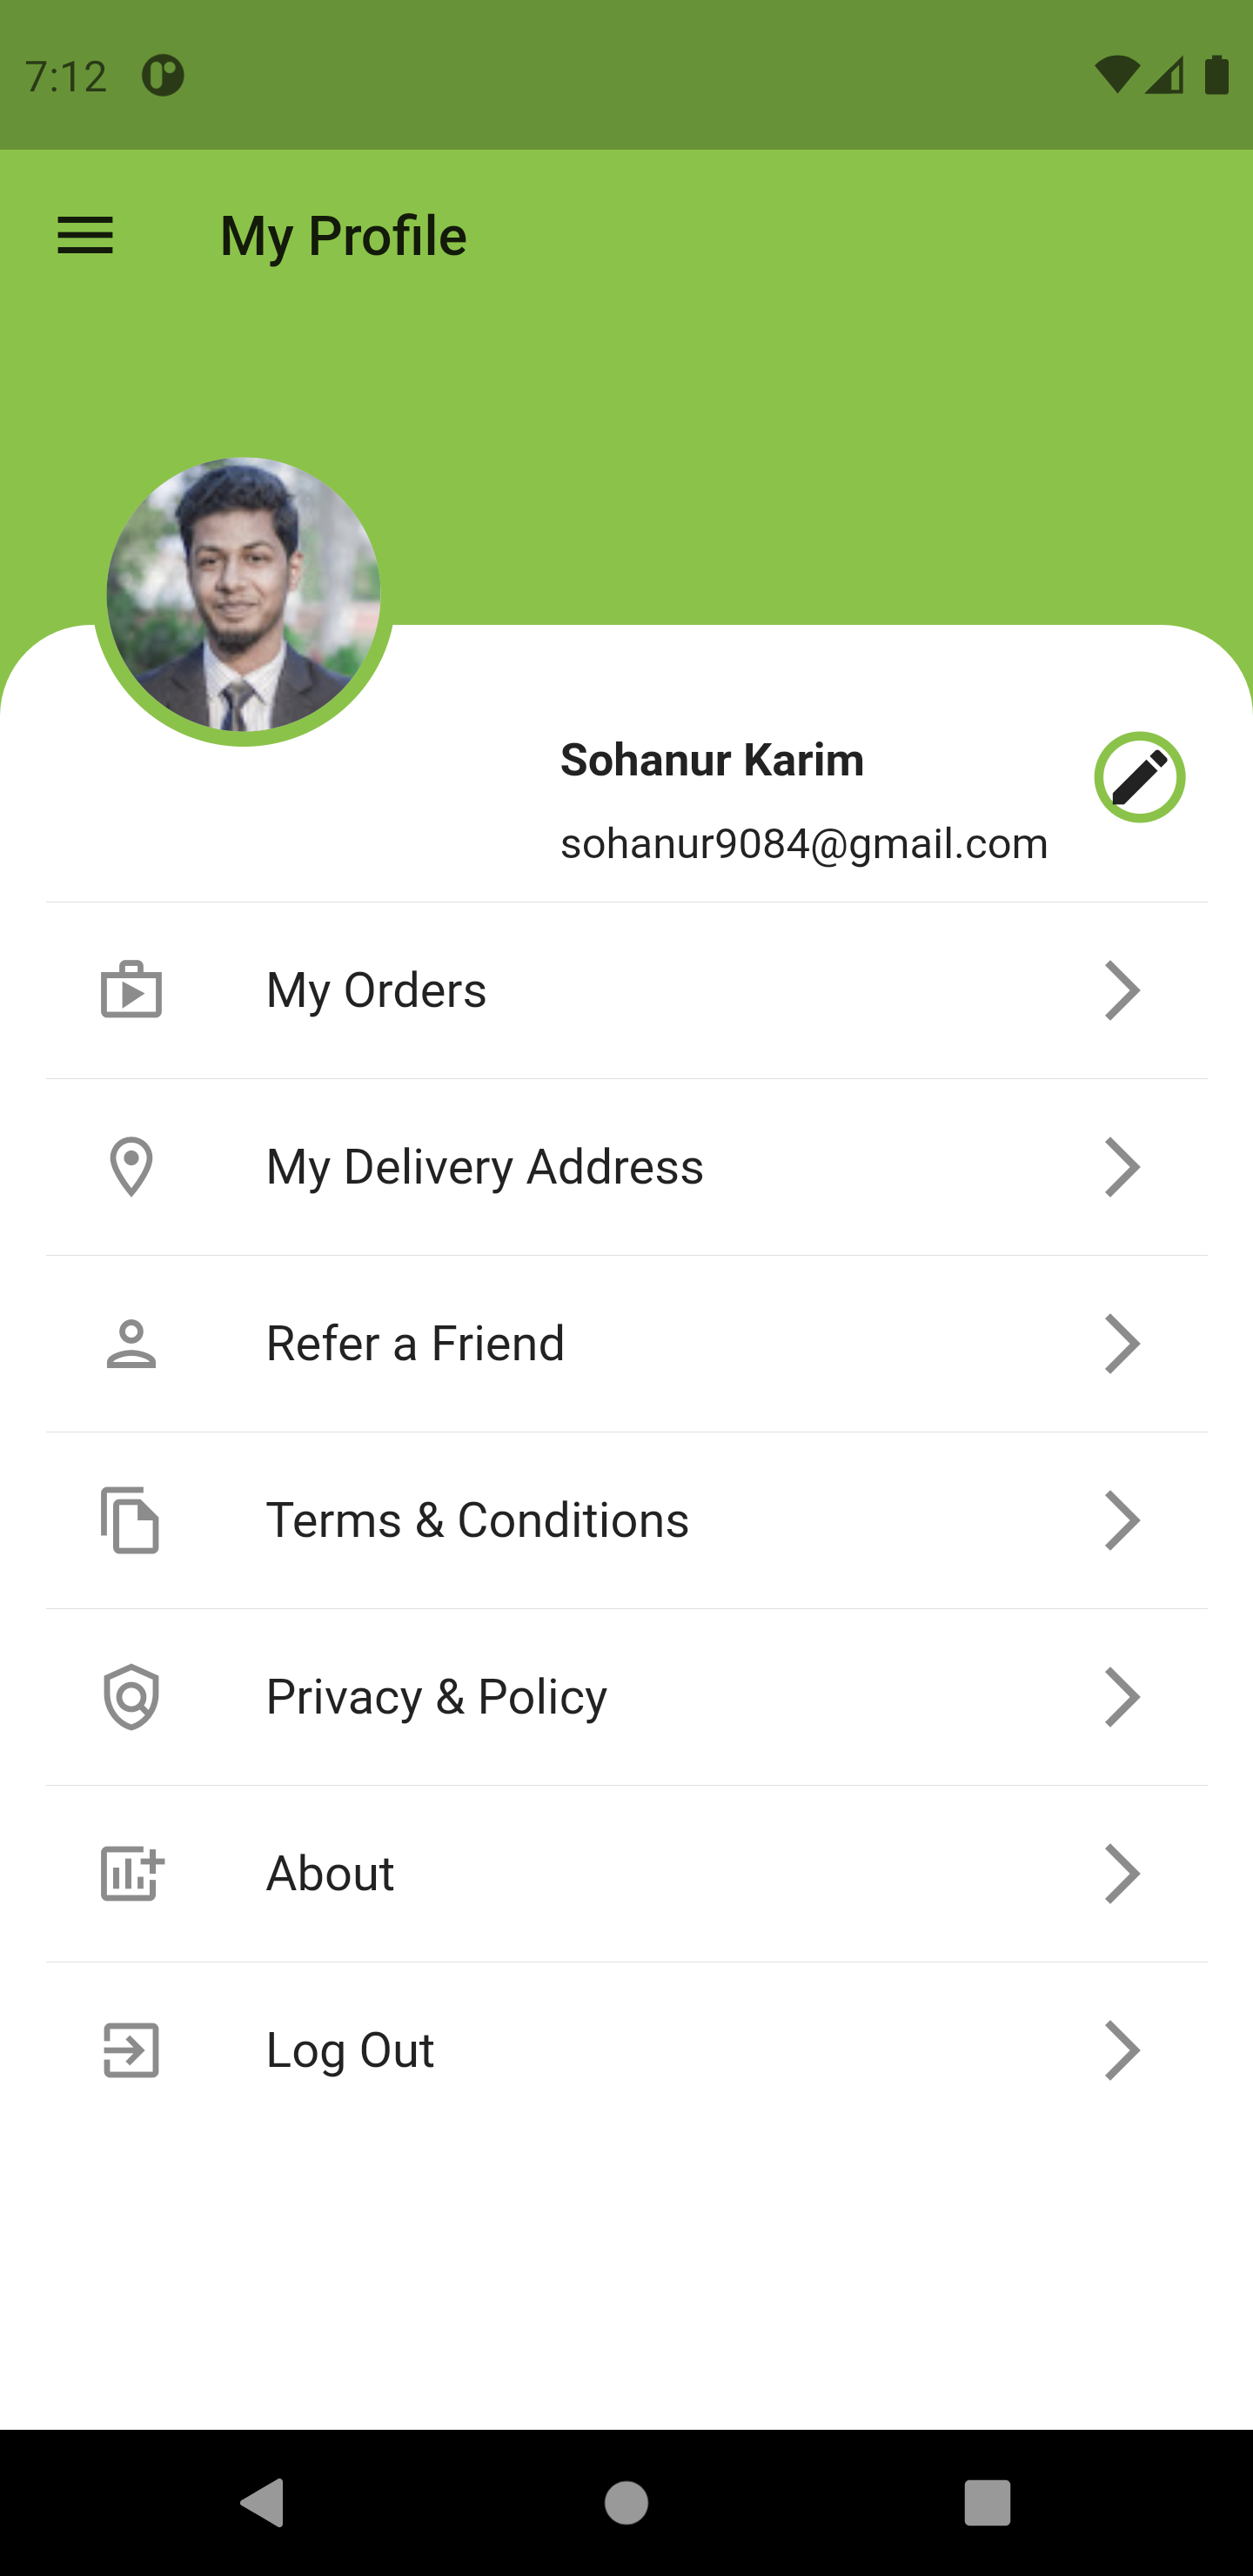 7:12
My Profile
Sohanur Karim
sohanur9084@gmail.com
My Orders
My Delivery Address
Refer a Friend
Terms & Conditions
Privacy & Policy
About
Log Out